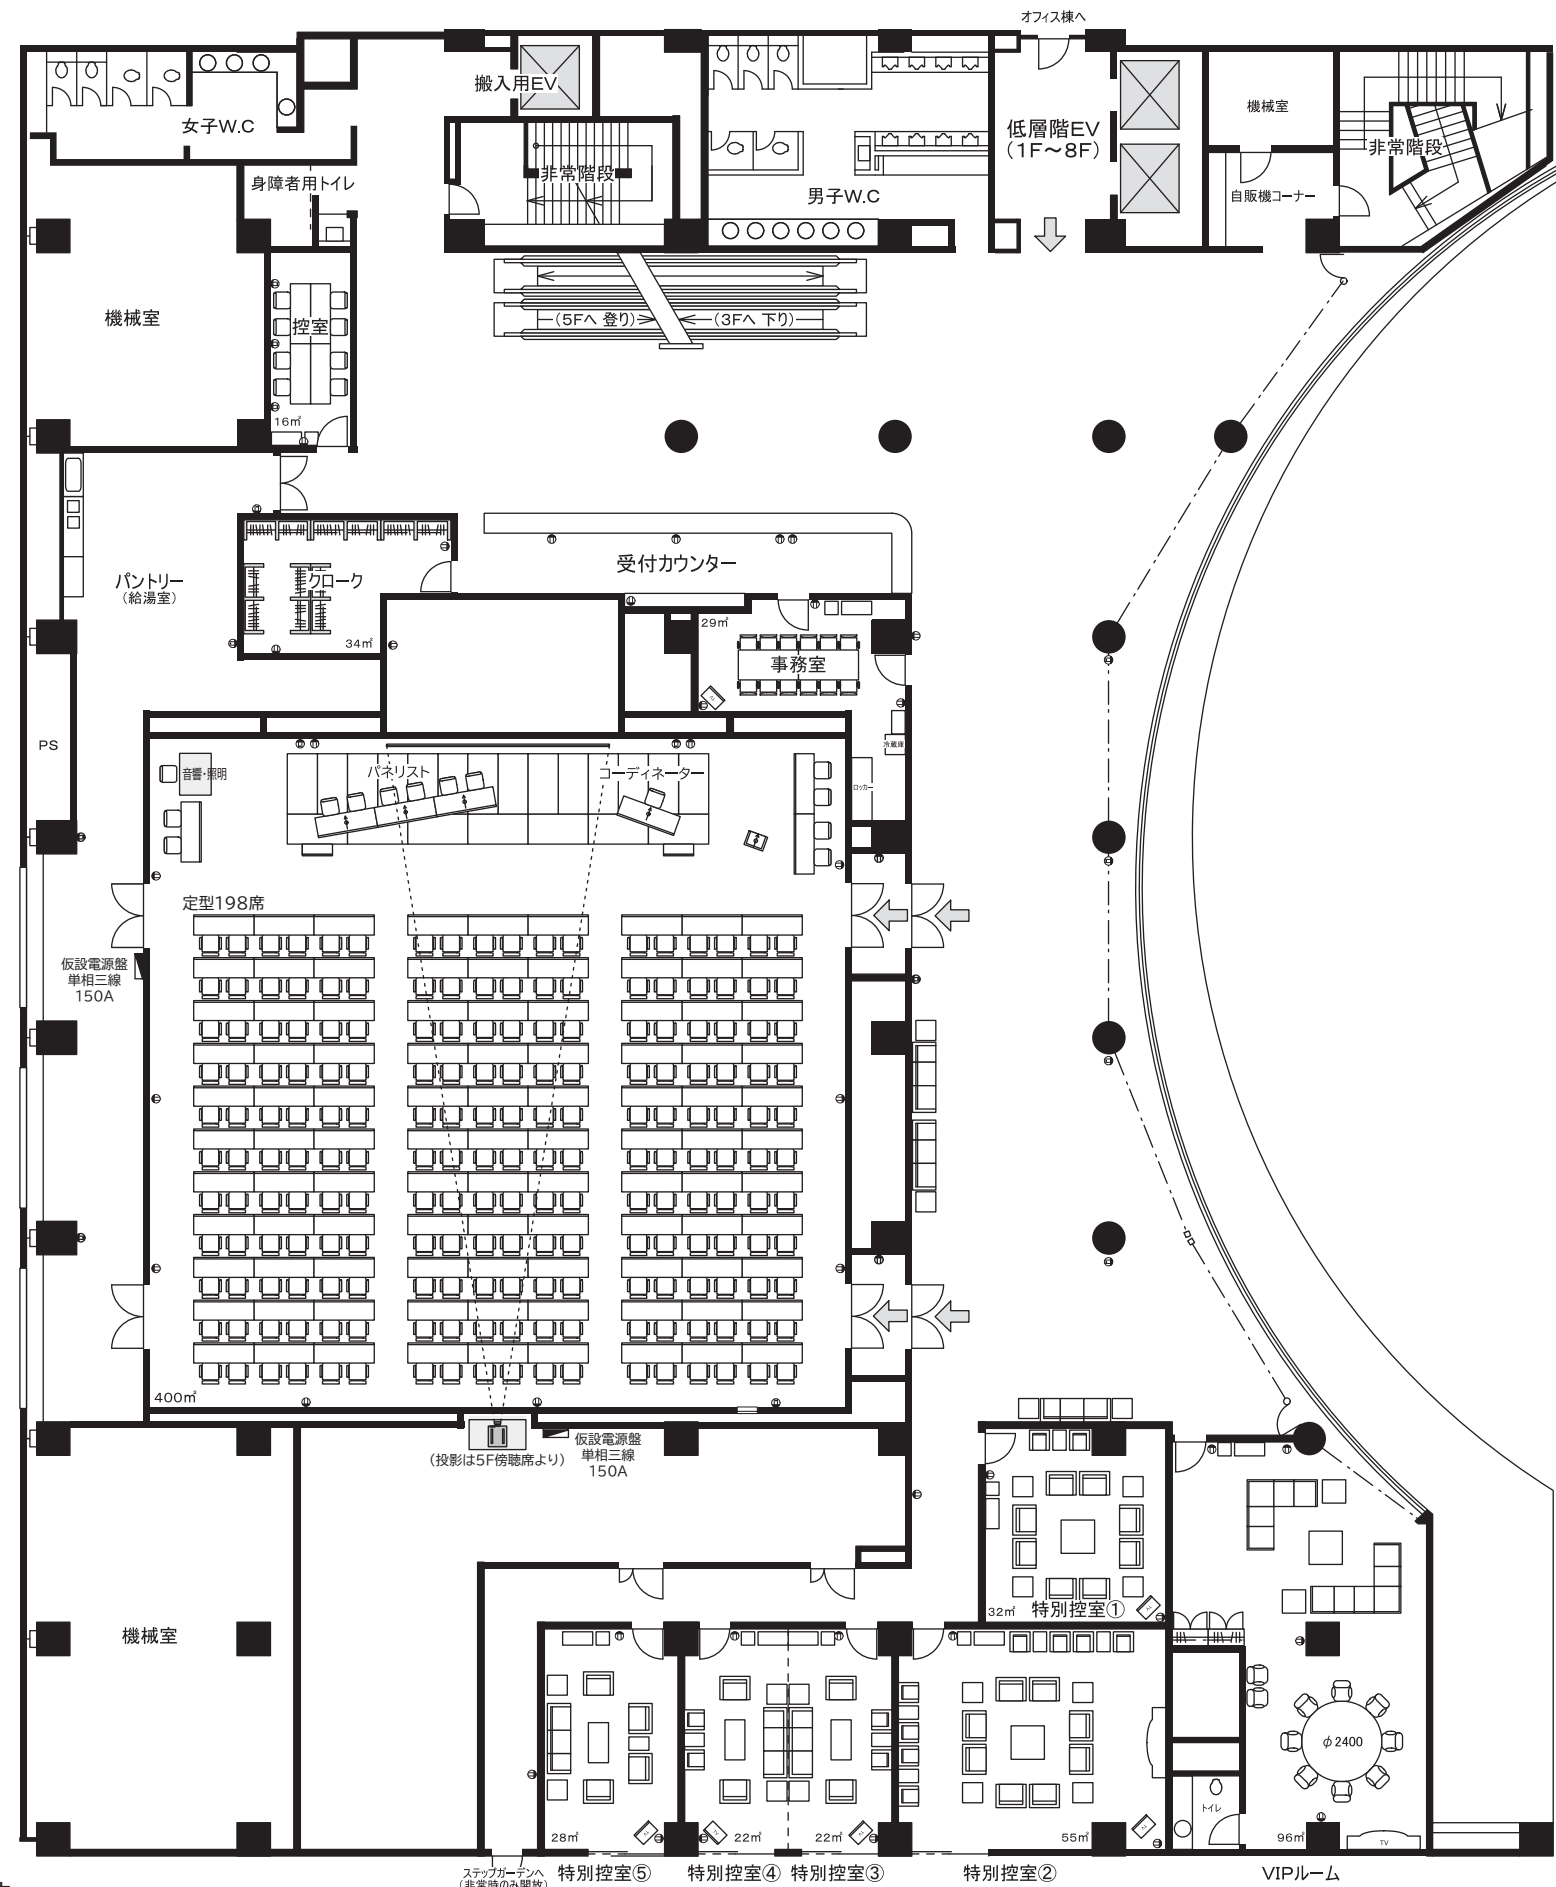 オフィス棟へ
搬入用EV
女子W.C
機械室
低層階EV
(1F～8F)
非常階段
非常階段
身障者用トイレ
男子W.C
自販機コーナー
機械室
控室
(5Fへ 登り)
(3Fへ 下り)
16㎡
受付カウンター
パントリー
(給湯室)
クローク
34㎡
29㎡
事務室
PS
冷蔵庫
音響・照明
パネリスト
コーディネーター
ロッカー
定型198席
仮設電源盤
単相三線
150A
400㎡
(投影は5F傍聴席より)
仮設電源盤
単相三線
150A
32㎡
特別控室①
機械室
φ2400
トイレ
28㎡
22㎡
22㎡
55㎡
96㎡
TV
ステップガーデンへ
(非常時のみ開放)
特別控室⑤
特別控室④
特別控室③
特別控室②
VIPルーム